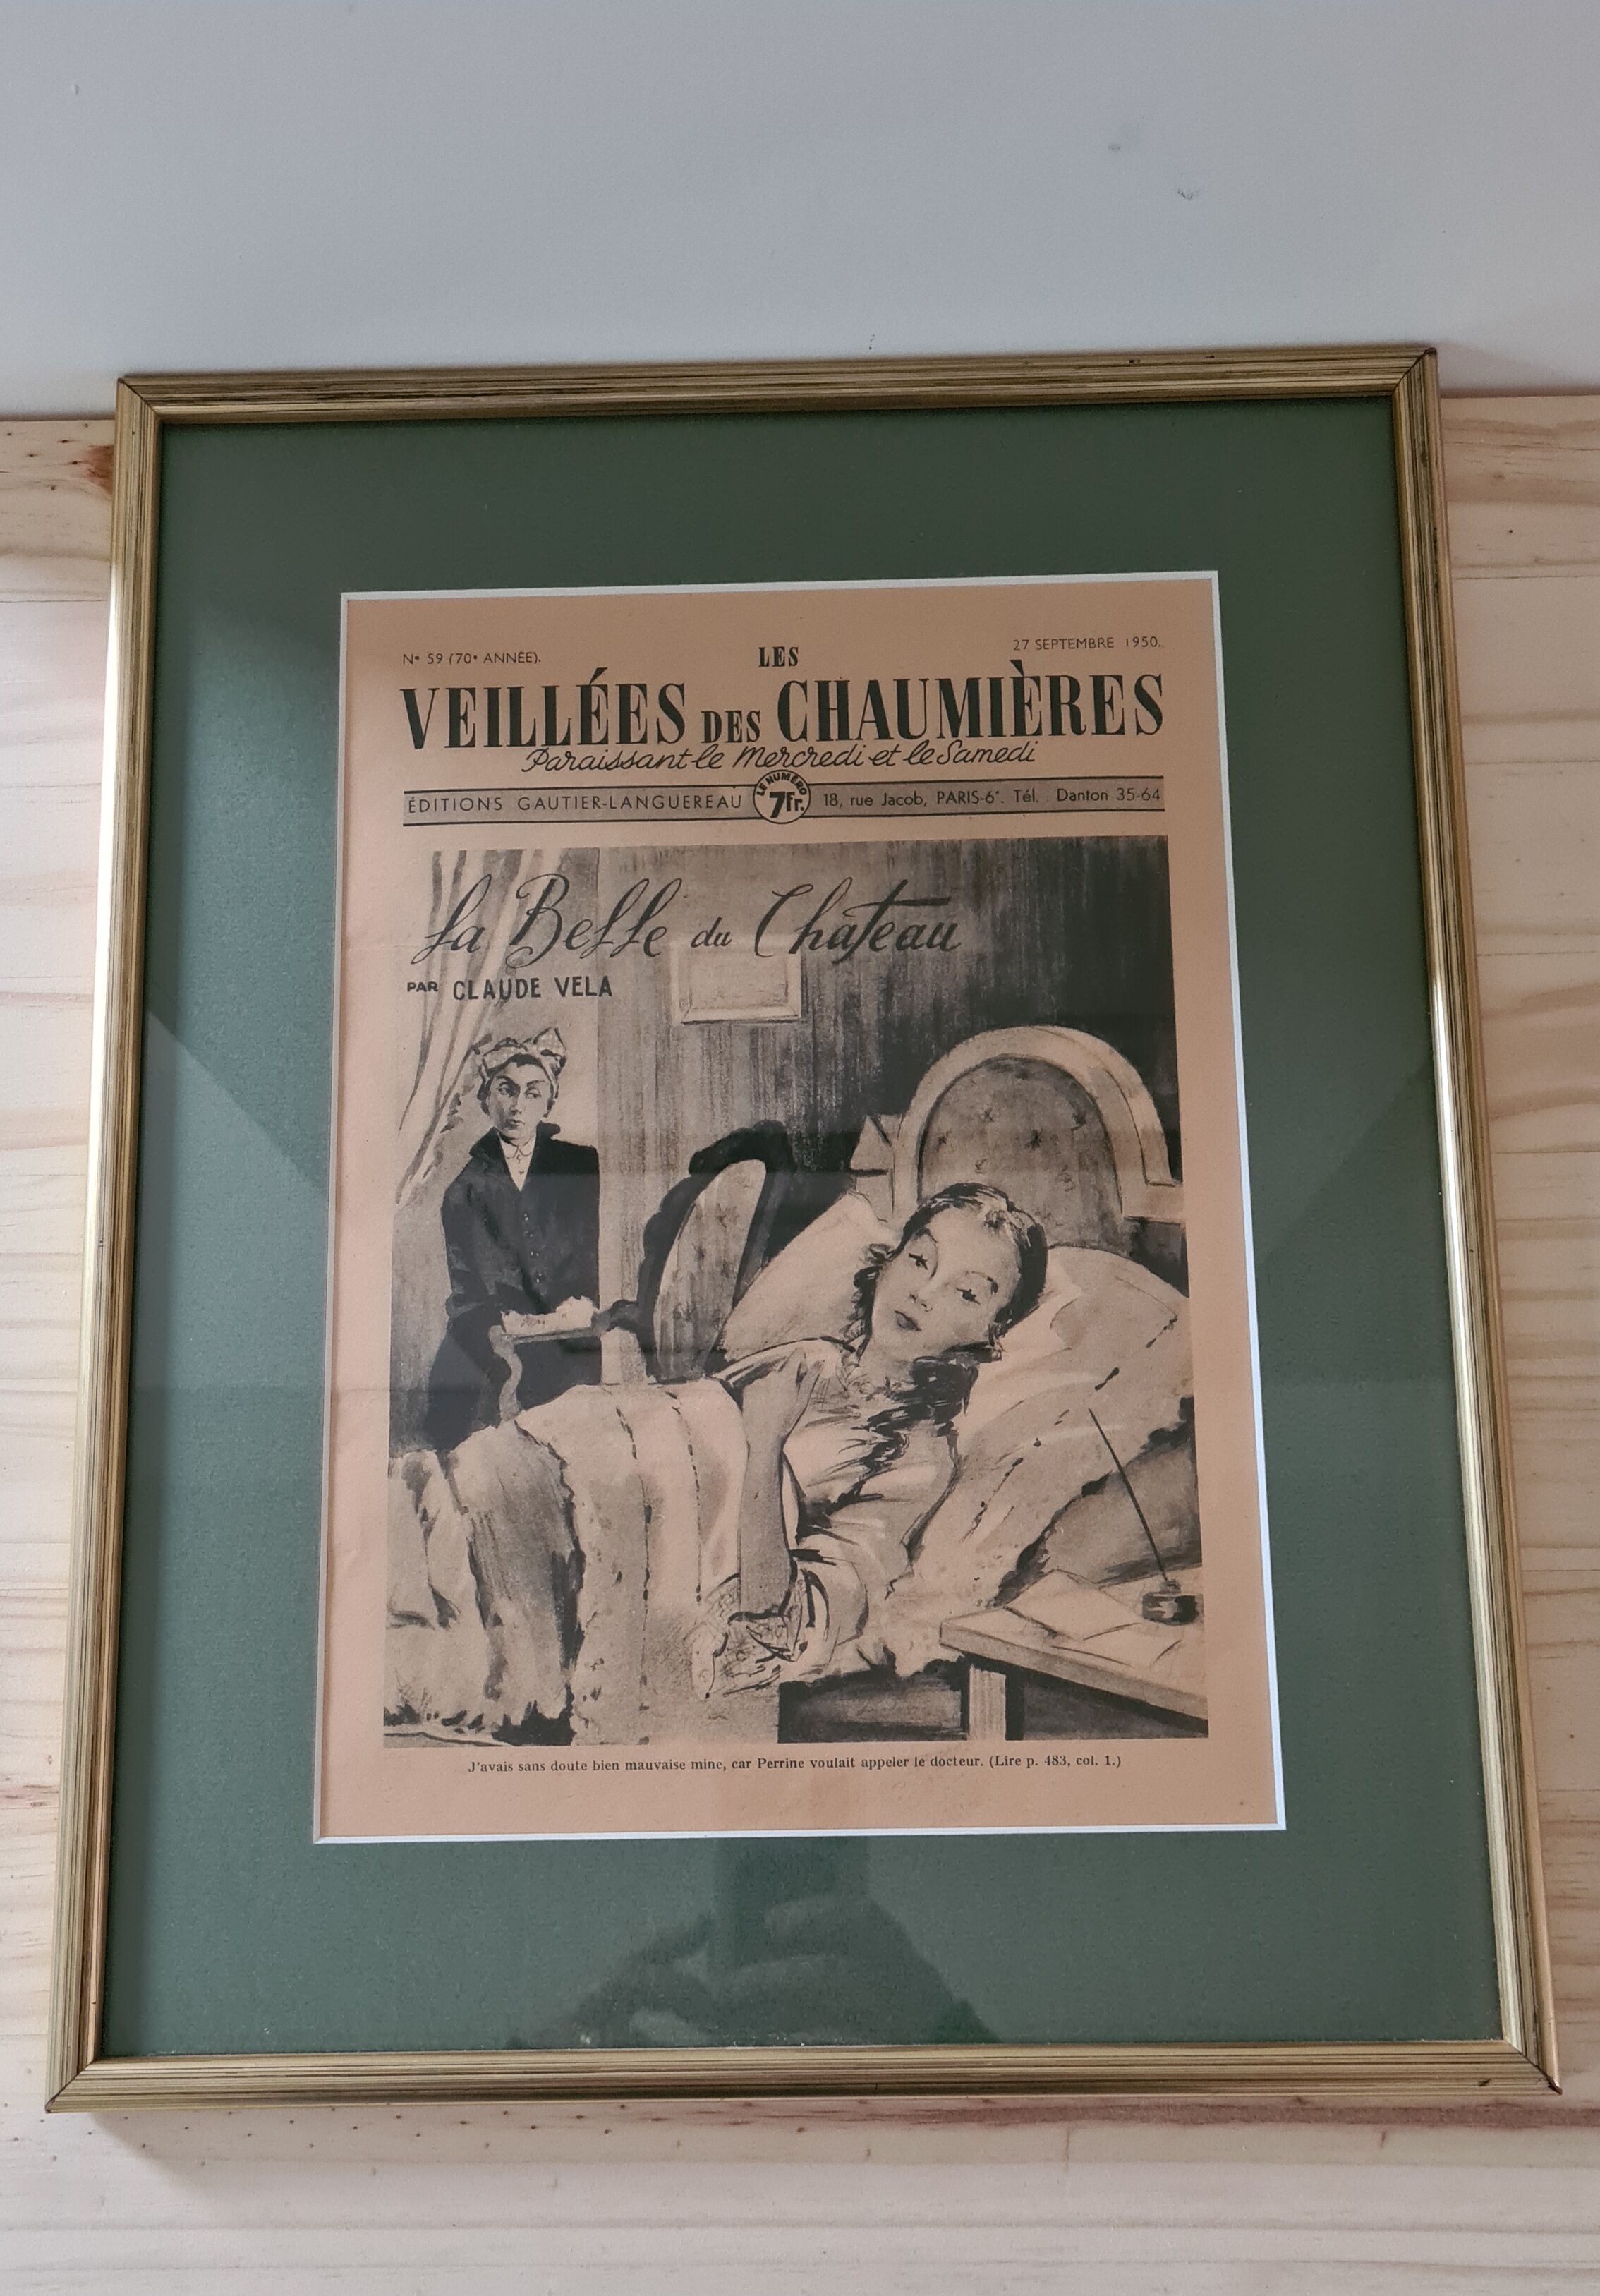 Nº 59 (70ᵉ ANNÉE).
27 SEPTEMBRE 1950.
LES
VEILLÉES DES CHAUMIÈRES
Paraissant le Mercredi et le Samedi
ÉDITIONS GAUTIER-LANGUEREAU
LE NUMÉRO
7Fr.
18, rue Jacob, PARIS-6ᵉ. Tél. : Danton 35-64
La Belle du Château
PAR CLAUDE VELA
J'avais sans doute bien mauvaise mine, car Perrine voulait appeler le docteur. (Lire p. 483, col. 1.)